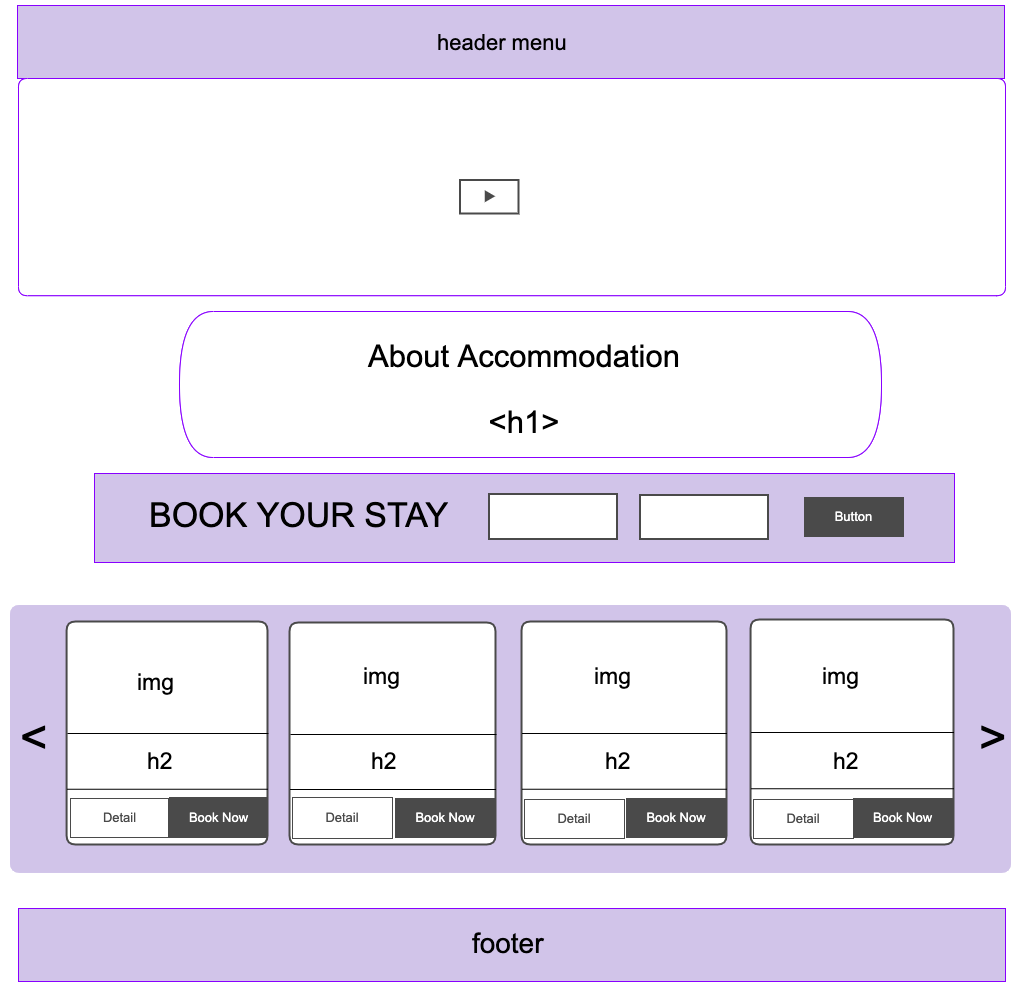 header menu
About Accommodation
<h1>
BOOK YOUR STAY
Button
<
img
img
img
img
>
h2
h2
h2
h2
Detail
Book Now
Detail
Book Now
Detail
Book Now
Detail
Book Now
footer